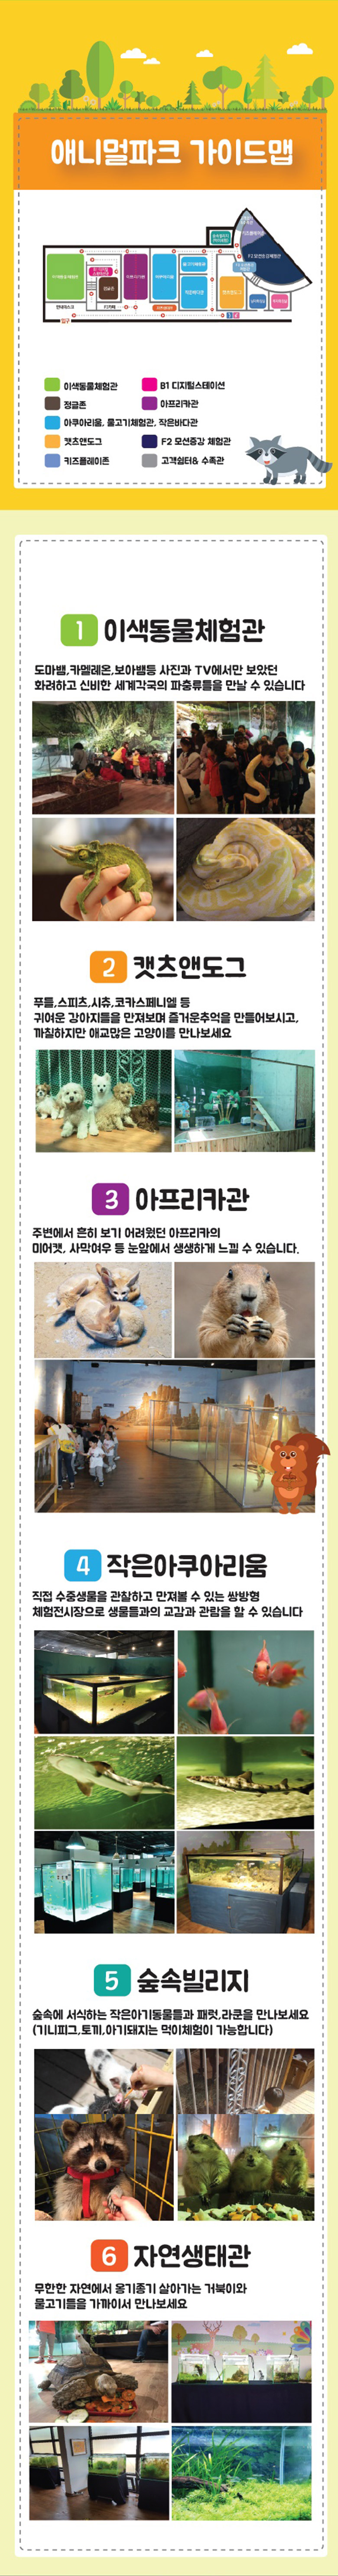 애니멀파크 가이드맵
입구
이색동물체험관
B1 디지털스테이션
정글존
아프리카관
아쿠아리움, 물고기체험관, 작은바다관
캣츠앤도그
F2 모션증강 체험관
키즈플레이존
고객쉼터& 수족관
1 이색동물체험관
도마뱀,카멜레온,보아뱀등 사진과 TV에서만 보았던
화려하고 신비한 세계각국의 파충류들을 만날 수 있습니다
2 캣츠앤도그
푸들,스피츠,시츄,코카스패니엘 등
귀여운 강아지들을 만져보며 즐거운추억을 만들어보시고,
까칠하지만 애교많은 고양이를 만나보세요
3 아프리카관
주변에서 흔히 보기 어려웠던 아프리카의
미어캣, 사막여우 등 눈앞에서 생생하게 느낄 수 있습니다.
4 작은아쿠아리움
직접 수중생물을 관찰하고 만져볼 수 있는 쌍방형
체험전시장으로 생물들과의 교감과 관람을 할 수 있습니다
5 숲속빌리지
숲속에 서식하는 작은아기동물들과 패럿,라쿤을 만나보세요
(기니피그,토끼,아기돼지는 먹이체험이 가능합니다)
6 자연생태관
무한한 자연에서 옹기종기 살아가는 거북이와
물고기들을 가까이서 만나보세요